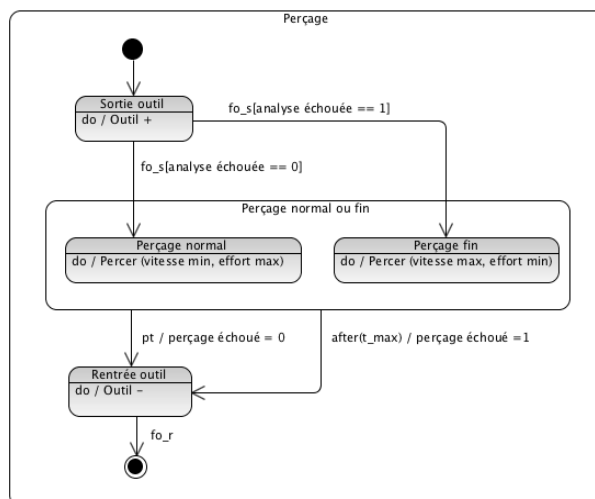 Perçage
Sortie outil
do / Outil +
fo_s[analyse échouée == 1]
fo_s[analyse échouée == 0]
Perçage normal ou fin
Perçage normal
do / Percer (vitesse min, effort max)
Perçage fin
do / Percer (vitesse max, effort min)
pt / perçage échoué = 0
after(t_max) / perçage échoué =1
Rentrée outil
do / Outil -
fo_r